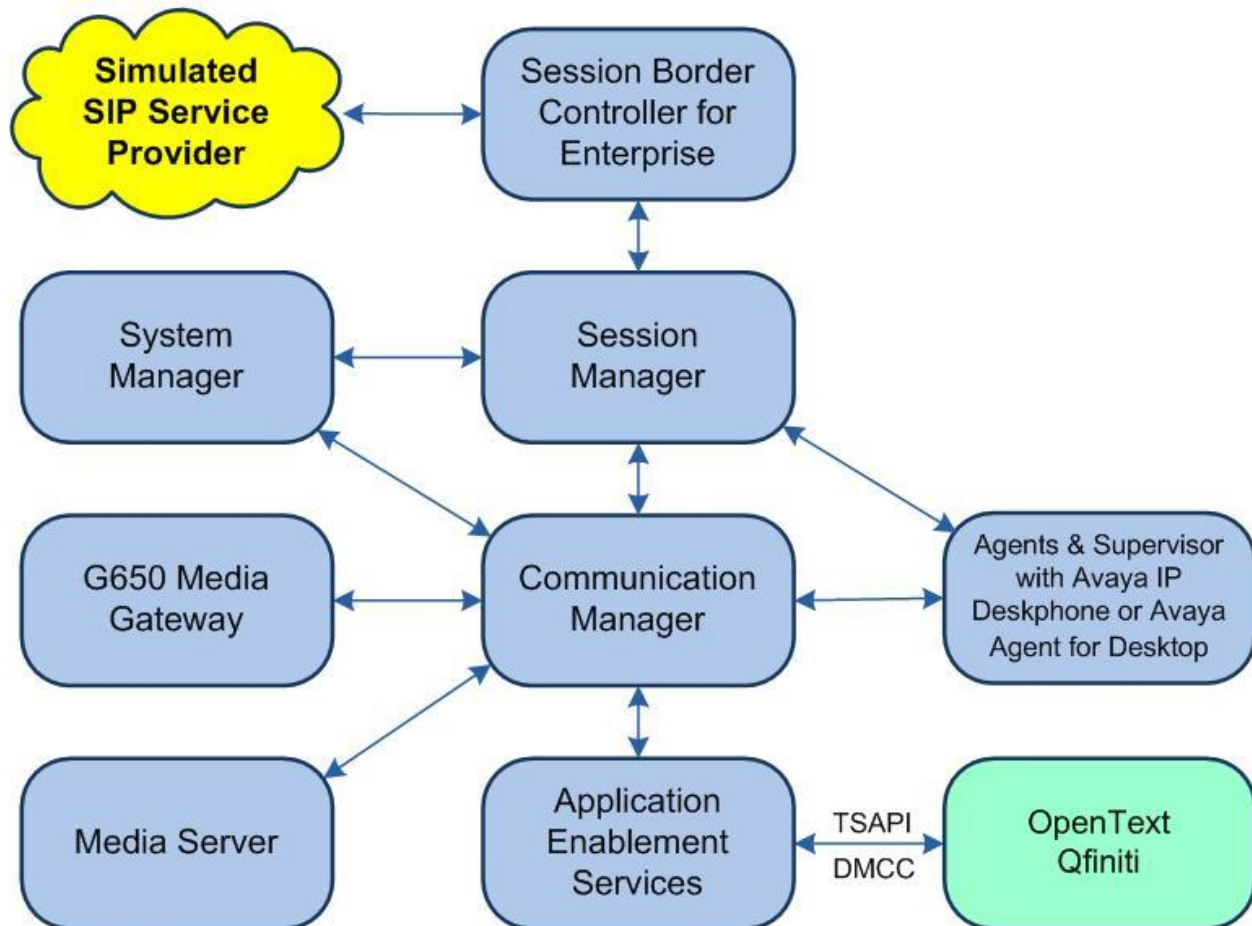 Simulated
SIP Service
Provider
Session Border
Controller for
Enterprise
System
Manager
Session
Manager
G650 Media
Gateway
Communication
Manager
Agents & Supervisor
with Avaya IP
Deskphone or Avaya
Agent for Desktop
Media Server
Application
Enablement
Services
TSAPI
DMCC
OpenText
Qfiniti